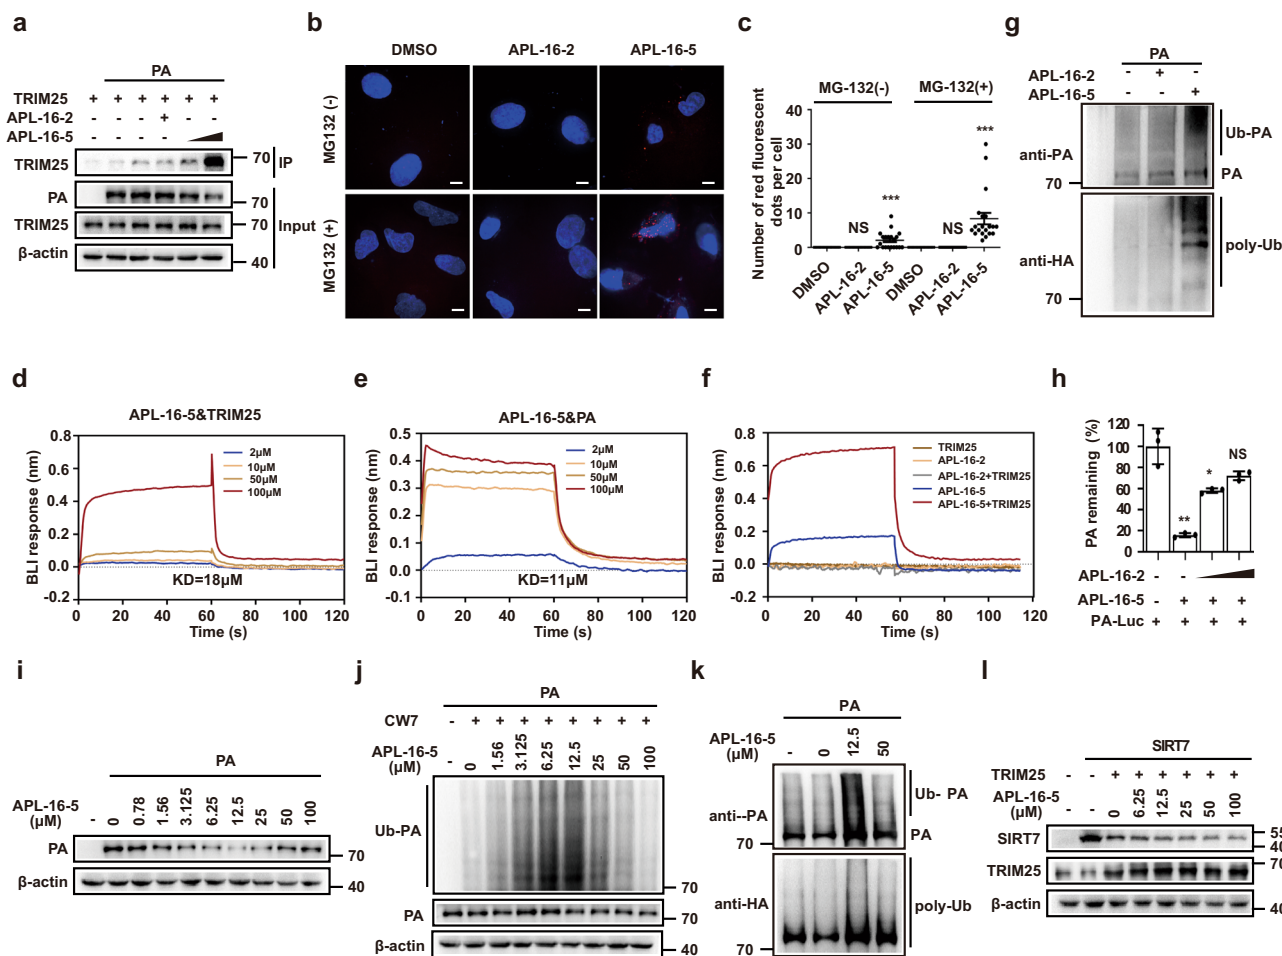 a
PA
TRIM25 + + + + + +
APL-16-2 - - - + - -
APL-16-5 - - - -
TRIM25 70 IP
PA 70
TRIM25 70 Input
β-actin 40
b
DMSO APL-16-2 APL-16-5
MG132 (-)
MG132 (+)
c
MG-132(-) MG-132(+)
Number of red fluorescent
dots per cell
40
30
20
10
0
NS *** NS ***
DMSO APL-16-2 APL-16-5 DMSO APL-16-2 APL-16-5
g
PA
APL-16-2 - + -
APL-16-5 - - +
anti-PA Ub-PA
PA
70
anti-HA poly-Ub
70
d
APL-16-5&TRIM25
BLI response (nm)
0.8
0.6
0.4
0.2
0.0
-0.2
2μM
10μM
50μM
100μM
KD=18μM
0 20 40 60 80 100 120
Time (s)
e
APL-16-5&PA
BLI response (nm)
0.5
0.4
0.3
0.2
0.1
0.0
-0.1
2μM
10μM
50μM
100μM
KD=11μM
0 20 40 60 80 100 120
Time (s)
f
BLI response (nm)
0.8
0.6
0.4
0.2
0.0
-0.2
TRIM25
APL-16-2
APL-16-2+TRIM25
APL-16-5
APL-16-5+TRIM25
0 20 40 60 80 100 120
Time (s)
h
PA remaining (%)
120
100
80
60
40
20
0
** * NS
APL-16-2 - -
APL-16-5 - + + +
PA-Luc + + + +
i
PA
APL-16-5
(μM)
- 0 0.78 1.56 3.125 6.25 12.5 25 50 100
PA 70
β-actin 40
j
PA
CW7 - + + + + + + + +
APL-16-5
(μM)
- 0 1.56 3.125 6.25 12.5 25 50 100
Ub-PA
70
PA 70
β-actin 40
k
PA
APL-16-5
(μM)
- 0 12.5 50
anti--PA Ub- PA
PA
70
anti-HA poly-Ub
70
l
SIRT7
TRIM25 - - + + + + + +
APL-16-5
(μM)
- - 0 6.25 12.5 25 50 100
SIRT7 55
40
TRIM25 70
β-actin 40